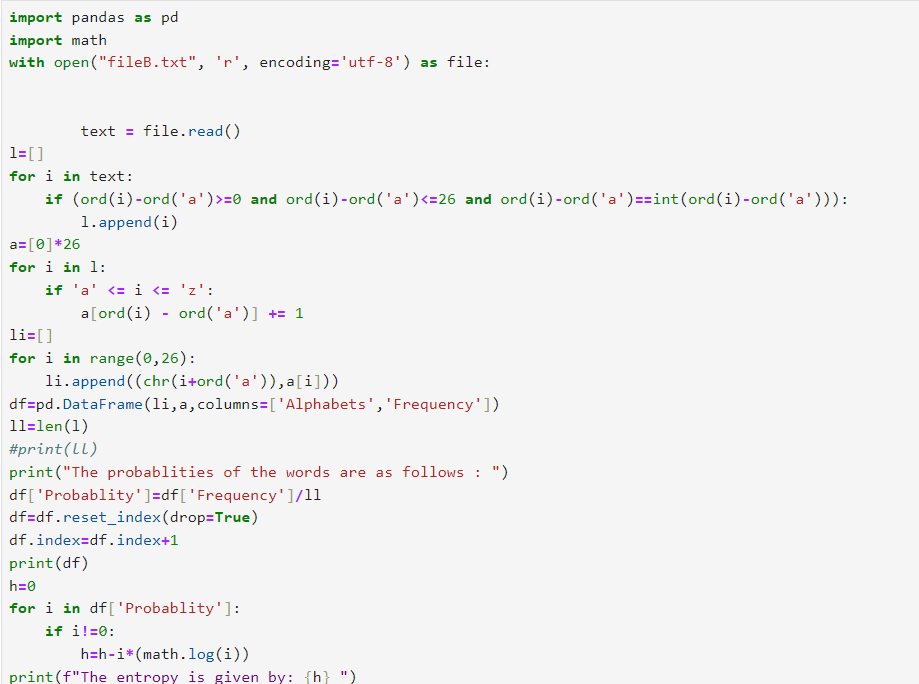 import pandas as pd
import math
with open("fileB.txt", 'r', encoding='utf-8') as file:
        text = file.read()
l=[]
for i in text:
    if (ord(i)-ord('a')>=0 and ord(i)-ord('a')<=26 and ord(i)-ord('a')==int(ord(i)-ord('a'))):
        l.append(i)
a=[0]*26
for i in l:
    if 'a' <= i <= 'z':
        a[ord(i) - ord('a')] += 1
li=[]
for i in range(0,26):
    li.append((chr(i+ord('a')),a[i]))
df=pd.DataFrame(li,a,columns=['Alphabets','Frequency'])
ll=len(l)
#print(ll)
print("The probablities of the words are as follows : ")
df['Probablity']=df['Frequency']/ll
df=df.reset_index(drop=True)
df.index=df.index+1
print(df)
h=0
for i in df['Probablity']:
    if i!=0:
        h=h-i*(math.log(i))
print(f"The entropy is given by: {h} ")